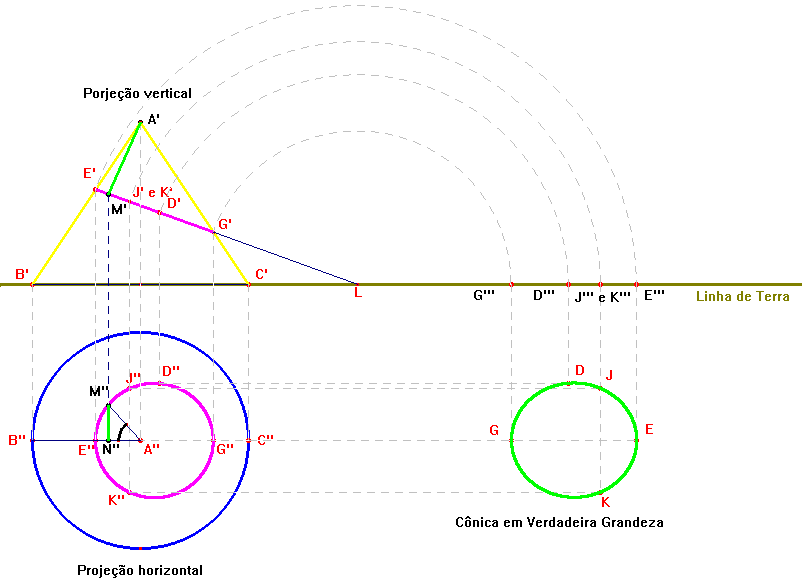 Porjeção vertical
A'
E'
J' e K'
M'
D'
G'
B'
C'
L
G'''
D'''
J''' e K'''
E'''
Linha de Terra
J''
D''
D
J
M''
G
E
B''
E''
N''
A''
G''
C''
K''
K
Cônica em Verdadeira Grandeza
Projeção horizontal